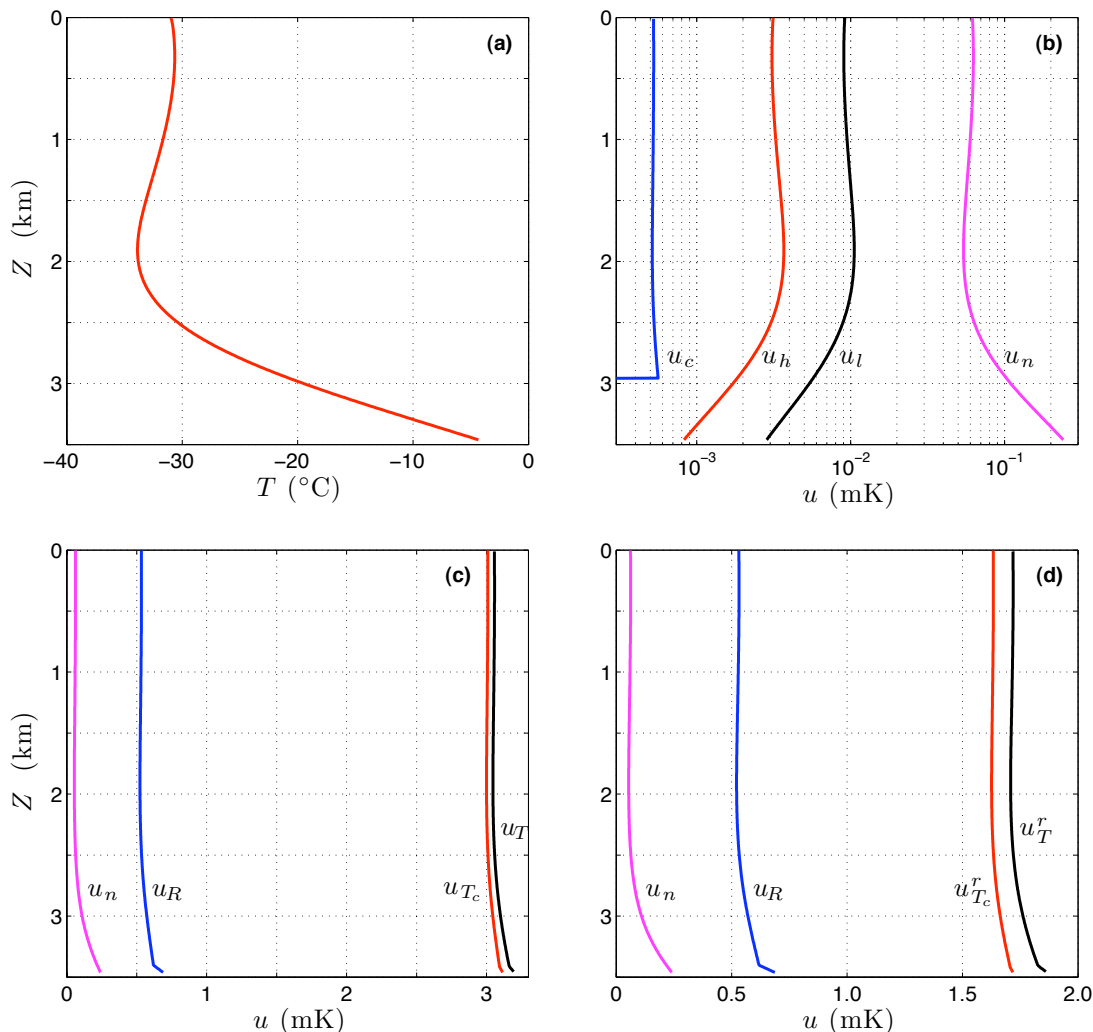 (a)
0
1
2
3
Z (km)
−40
−30
−20
−10
0
T (°C)
(b)
u_c
u_h
u_l
u_n
0
1
2
3
10⁻³
10⁻²
10⁻¹
u (mK)
(c)
0
1
2
3
Z (km)
u_n
u_R
u_{T_c}
u_T
0
1
2
3
u (mK)
(d)
0
1
2
3
u_n
u_R
u^r_{T_c}
u^r_T
0
0.5
1.0
1.5
2.0
u (mK)